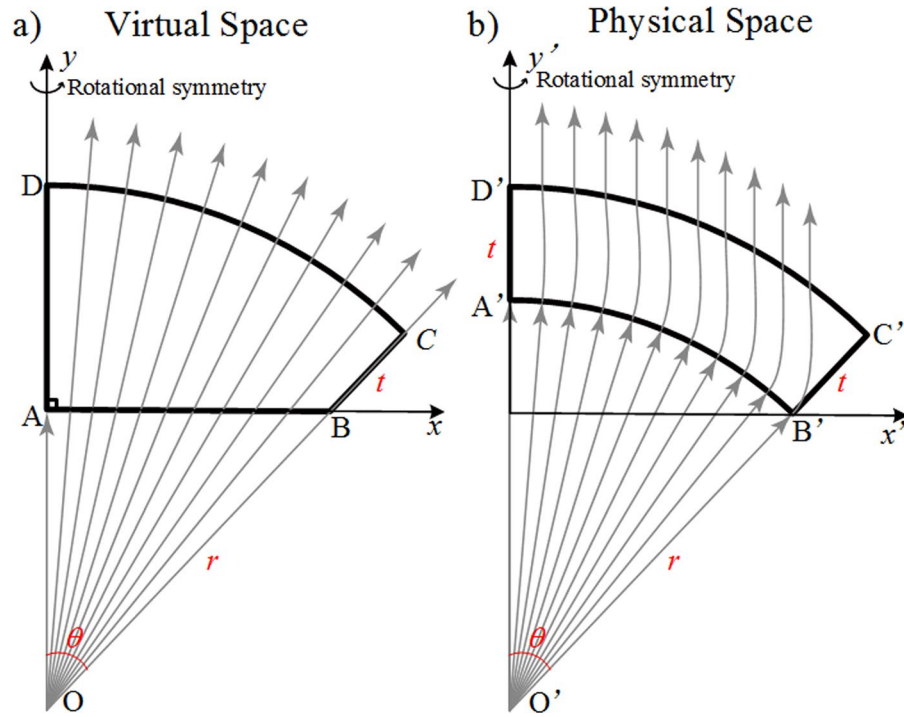 a) Virtual Space
y
Rotational symmetry
D
C
t
A
B
x
r
θ
O
b) Physical Space
y’
Rotational symmetry
D’
t
A’
C’
t
B’
x’
r
θ
O’